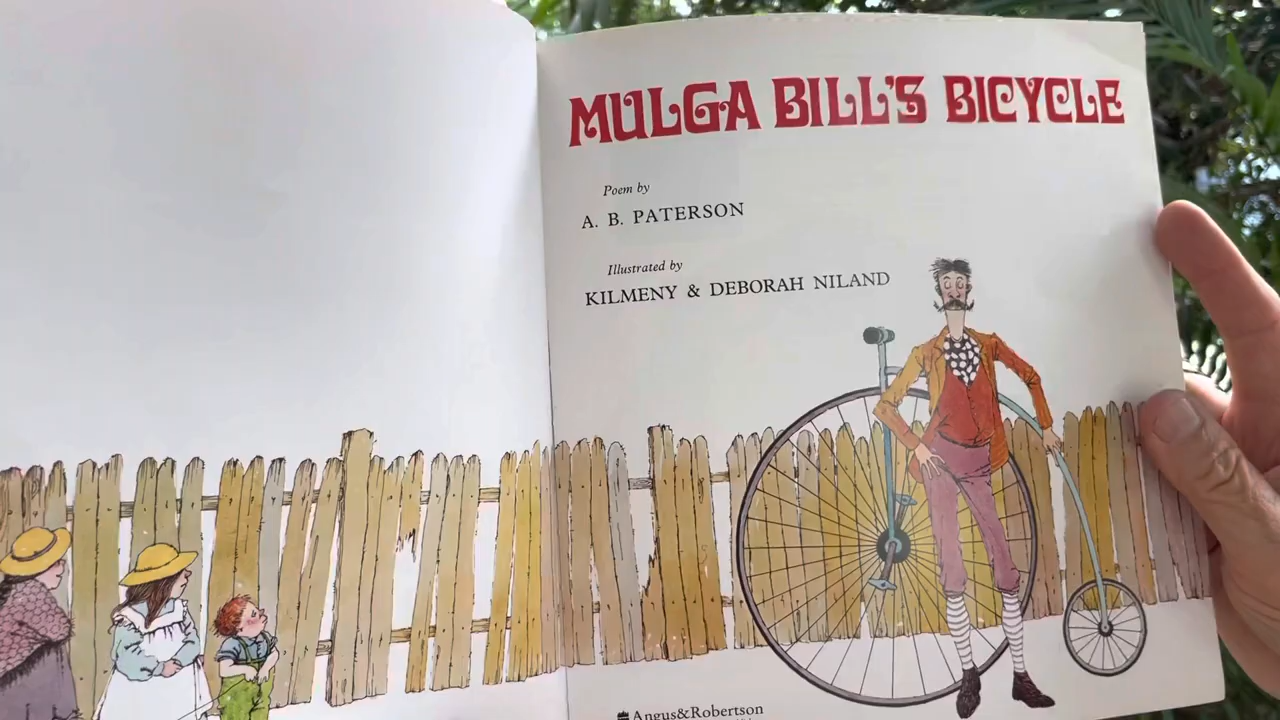 MULGA BILL'S BICYCLE
Poem by
A. B. PATERSON
Illustrated by
KILMENY & DEBORAH NILAND
Angus&Robertson